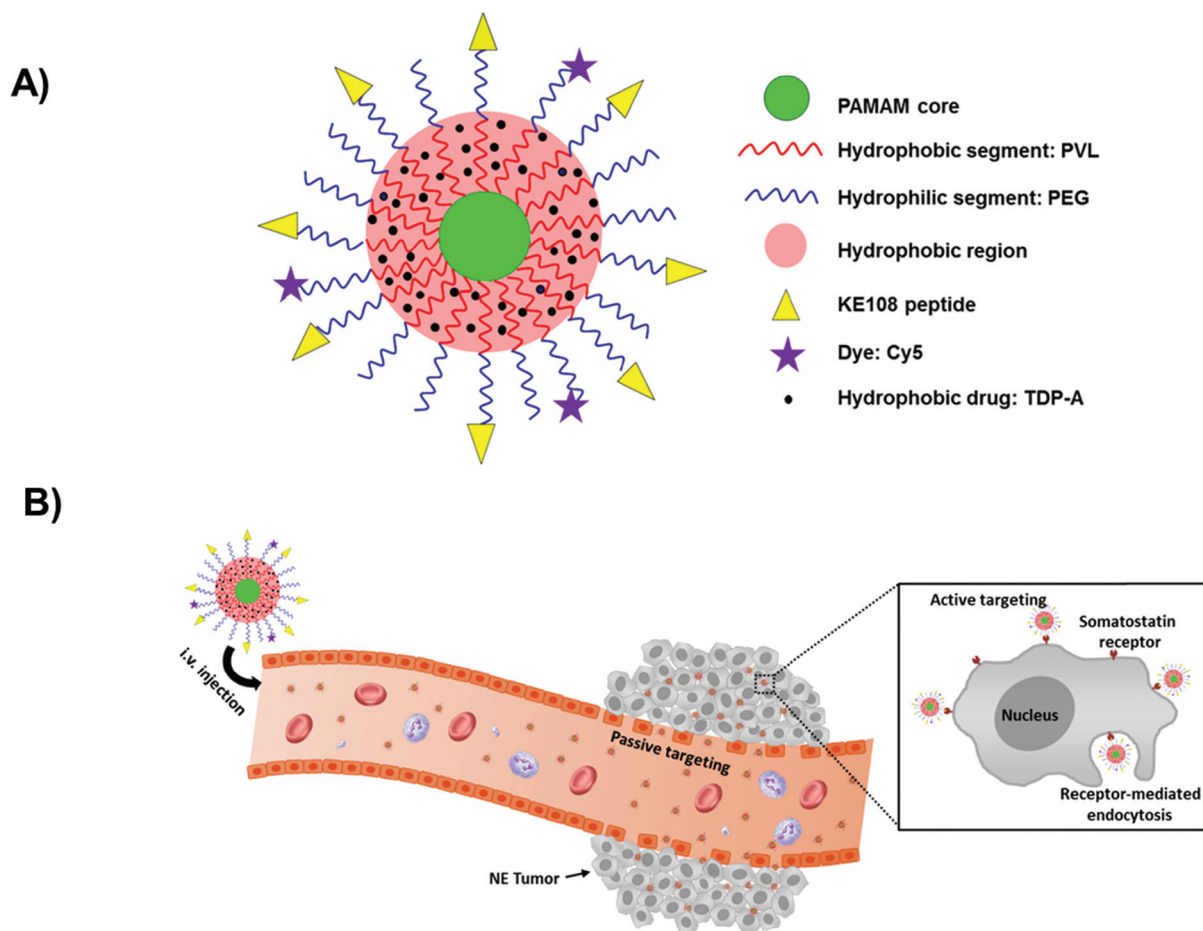 A)
PAMAM core
Hydrophobic segment: PVL
Hydrophilic segment: PEG
Hydrophobic region
KE108 peptide
Dye: Cy5
Hydrophobic drug: TDP-A
B)
i.v. injection
Passive targeting
NE Tumor
Active targeting
Somatostatin
receptor
Nucleus
Receptor-mediated
endocytosis